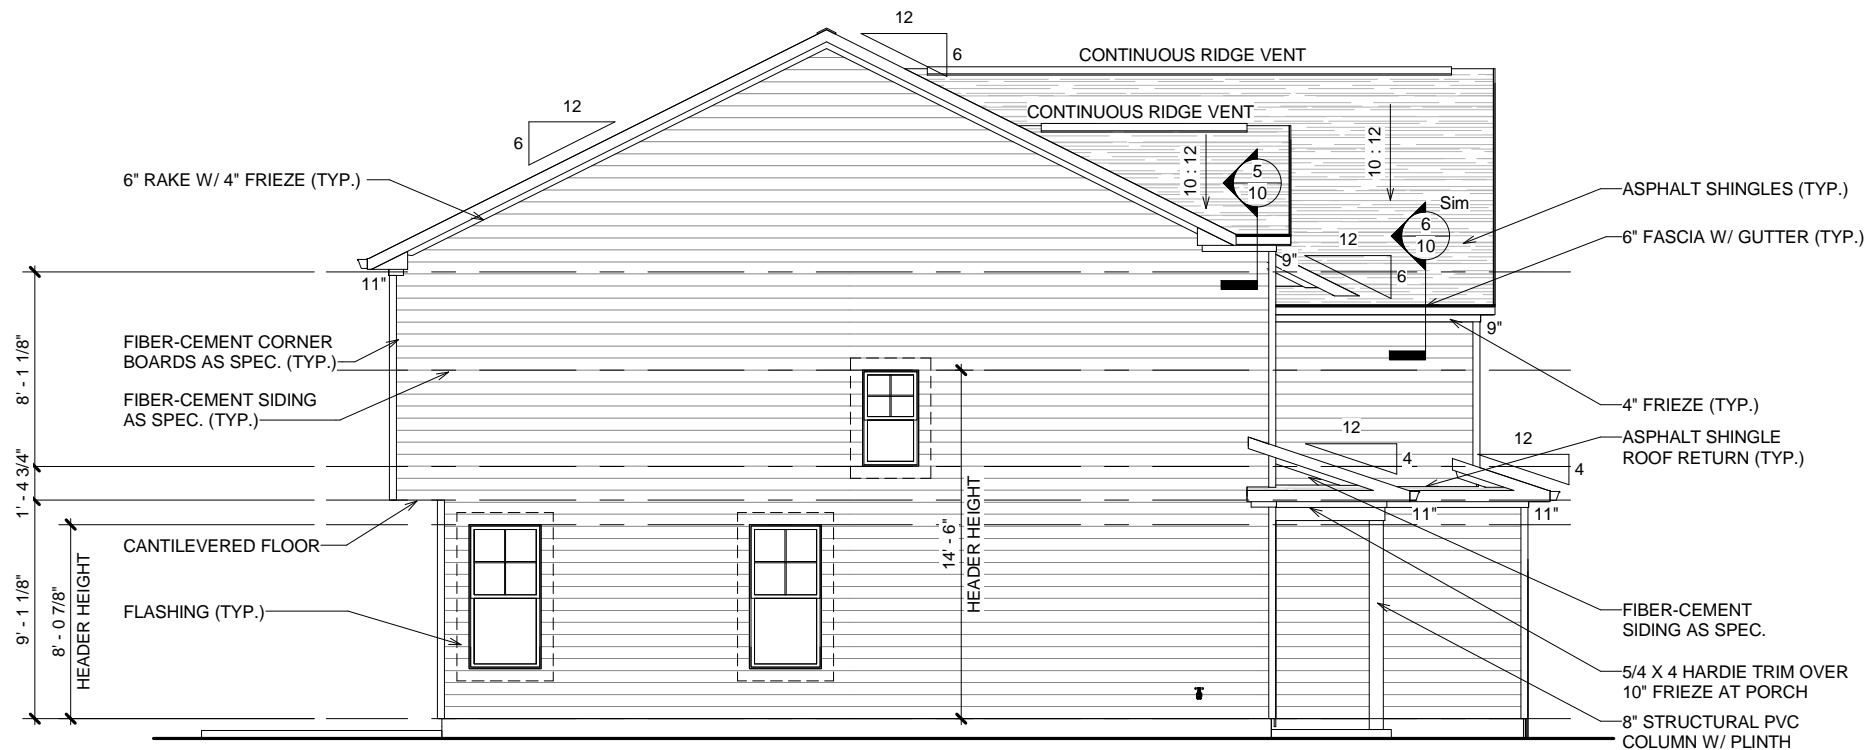 12
6
CONTINUOUS RIDGE VENT
12
6
CONTINUOUS RIDGE VENT
10 : 12
10 : 12
5
10
6" RAKE W/ 4" FRIEZE (TYP.)
ASPHALT SHINGLES (TYP.)
Sim
6
10
12
6
6" FASCIA W/ GUTTER (TYP.)
9"
11"
9"
8' - 1 1/8"
FIBER-CEMENT CORNER
BOARDS AS SPEC. (TYP.)
FIBER-CEMENT SIDING
AS SPEC. (TYP.)
4" FRIEZE (TYP.)
12
4
12
4
ASPHALT SHINGLE
ROOF RETURN (TYP.)
1' - 4 3/4"
11"
11"
14' - 6"
HEADER HEIGHT
CANTILEVERED FLOOR
9' - 1 1/8"
8' - 0 7/8"
HEADER HEIGHT
FLASHING (TYP.)
FIBER-CEMENT
SIDING AS SPEC.
5/4 X 4 HARDIE TRIM OVER
10" FRIEZE AT PORCH
8" STRUCTURAL PVC
COLUMN W/ PLINTH